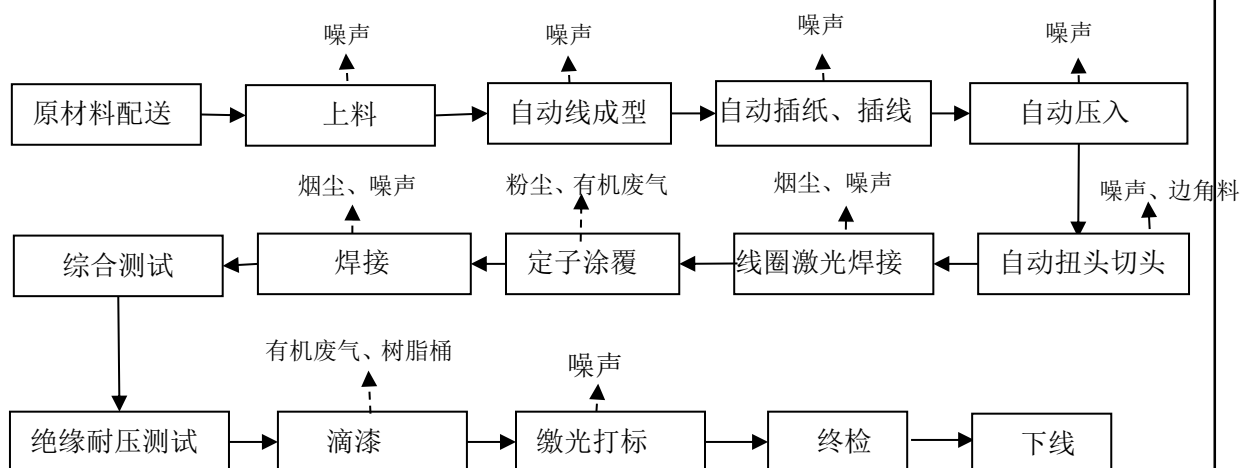 噪声
噪声
噪声
噪声
原材料配送
上料
自动线成型
自动插纸、插线
自动压入
烟尘、噪声
粉尘、有机废气
烟尘、噪声
噪声、边角料
综合测试
焊接
定子涂覆
线圈激光焊接
自动扭头切头
有机废气、树脂桶
噪声
绝缘耐压测试
滴漆
缴光打标
终检
下线